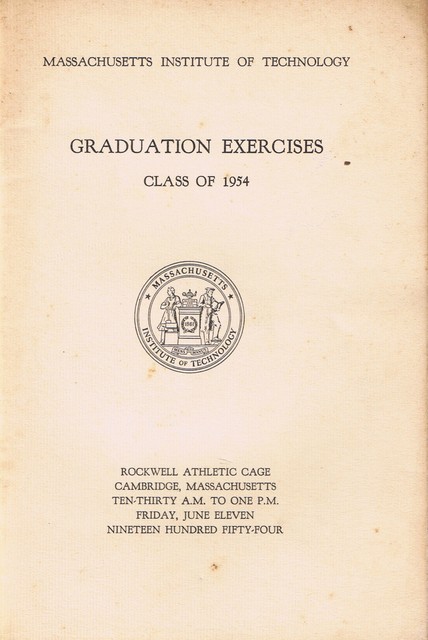 MASSACHUSETTS INSTITUTE OF TECHNOLOGY
GRADUATION EXERCISES
CLASS OF 1954
MASSACHUSETTS
INSTITUTE OF TECHNOLOGY
ROCKWELL ATHLETIC CAGE
CAMBRIDGE, MASSACHUSETTS
TEN-THIRTY A.M. TO ONE P.M.
FRIDAY, JUNE ELEVEN
NINETEEN HUNDRED FIFTY-FOUR